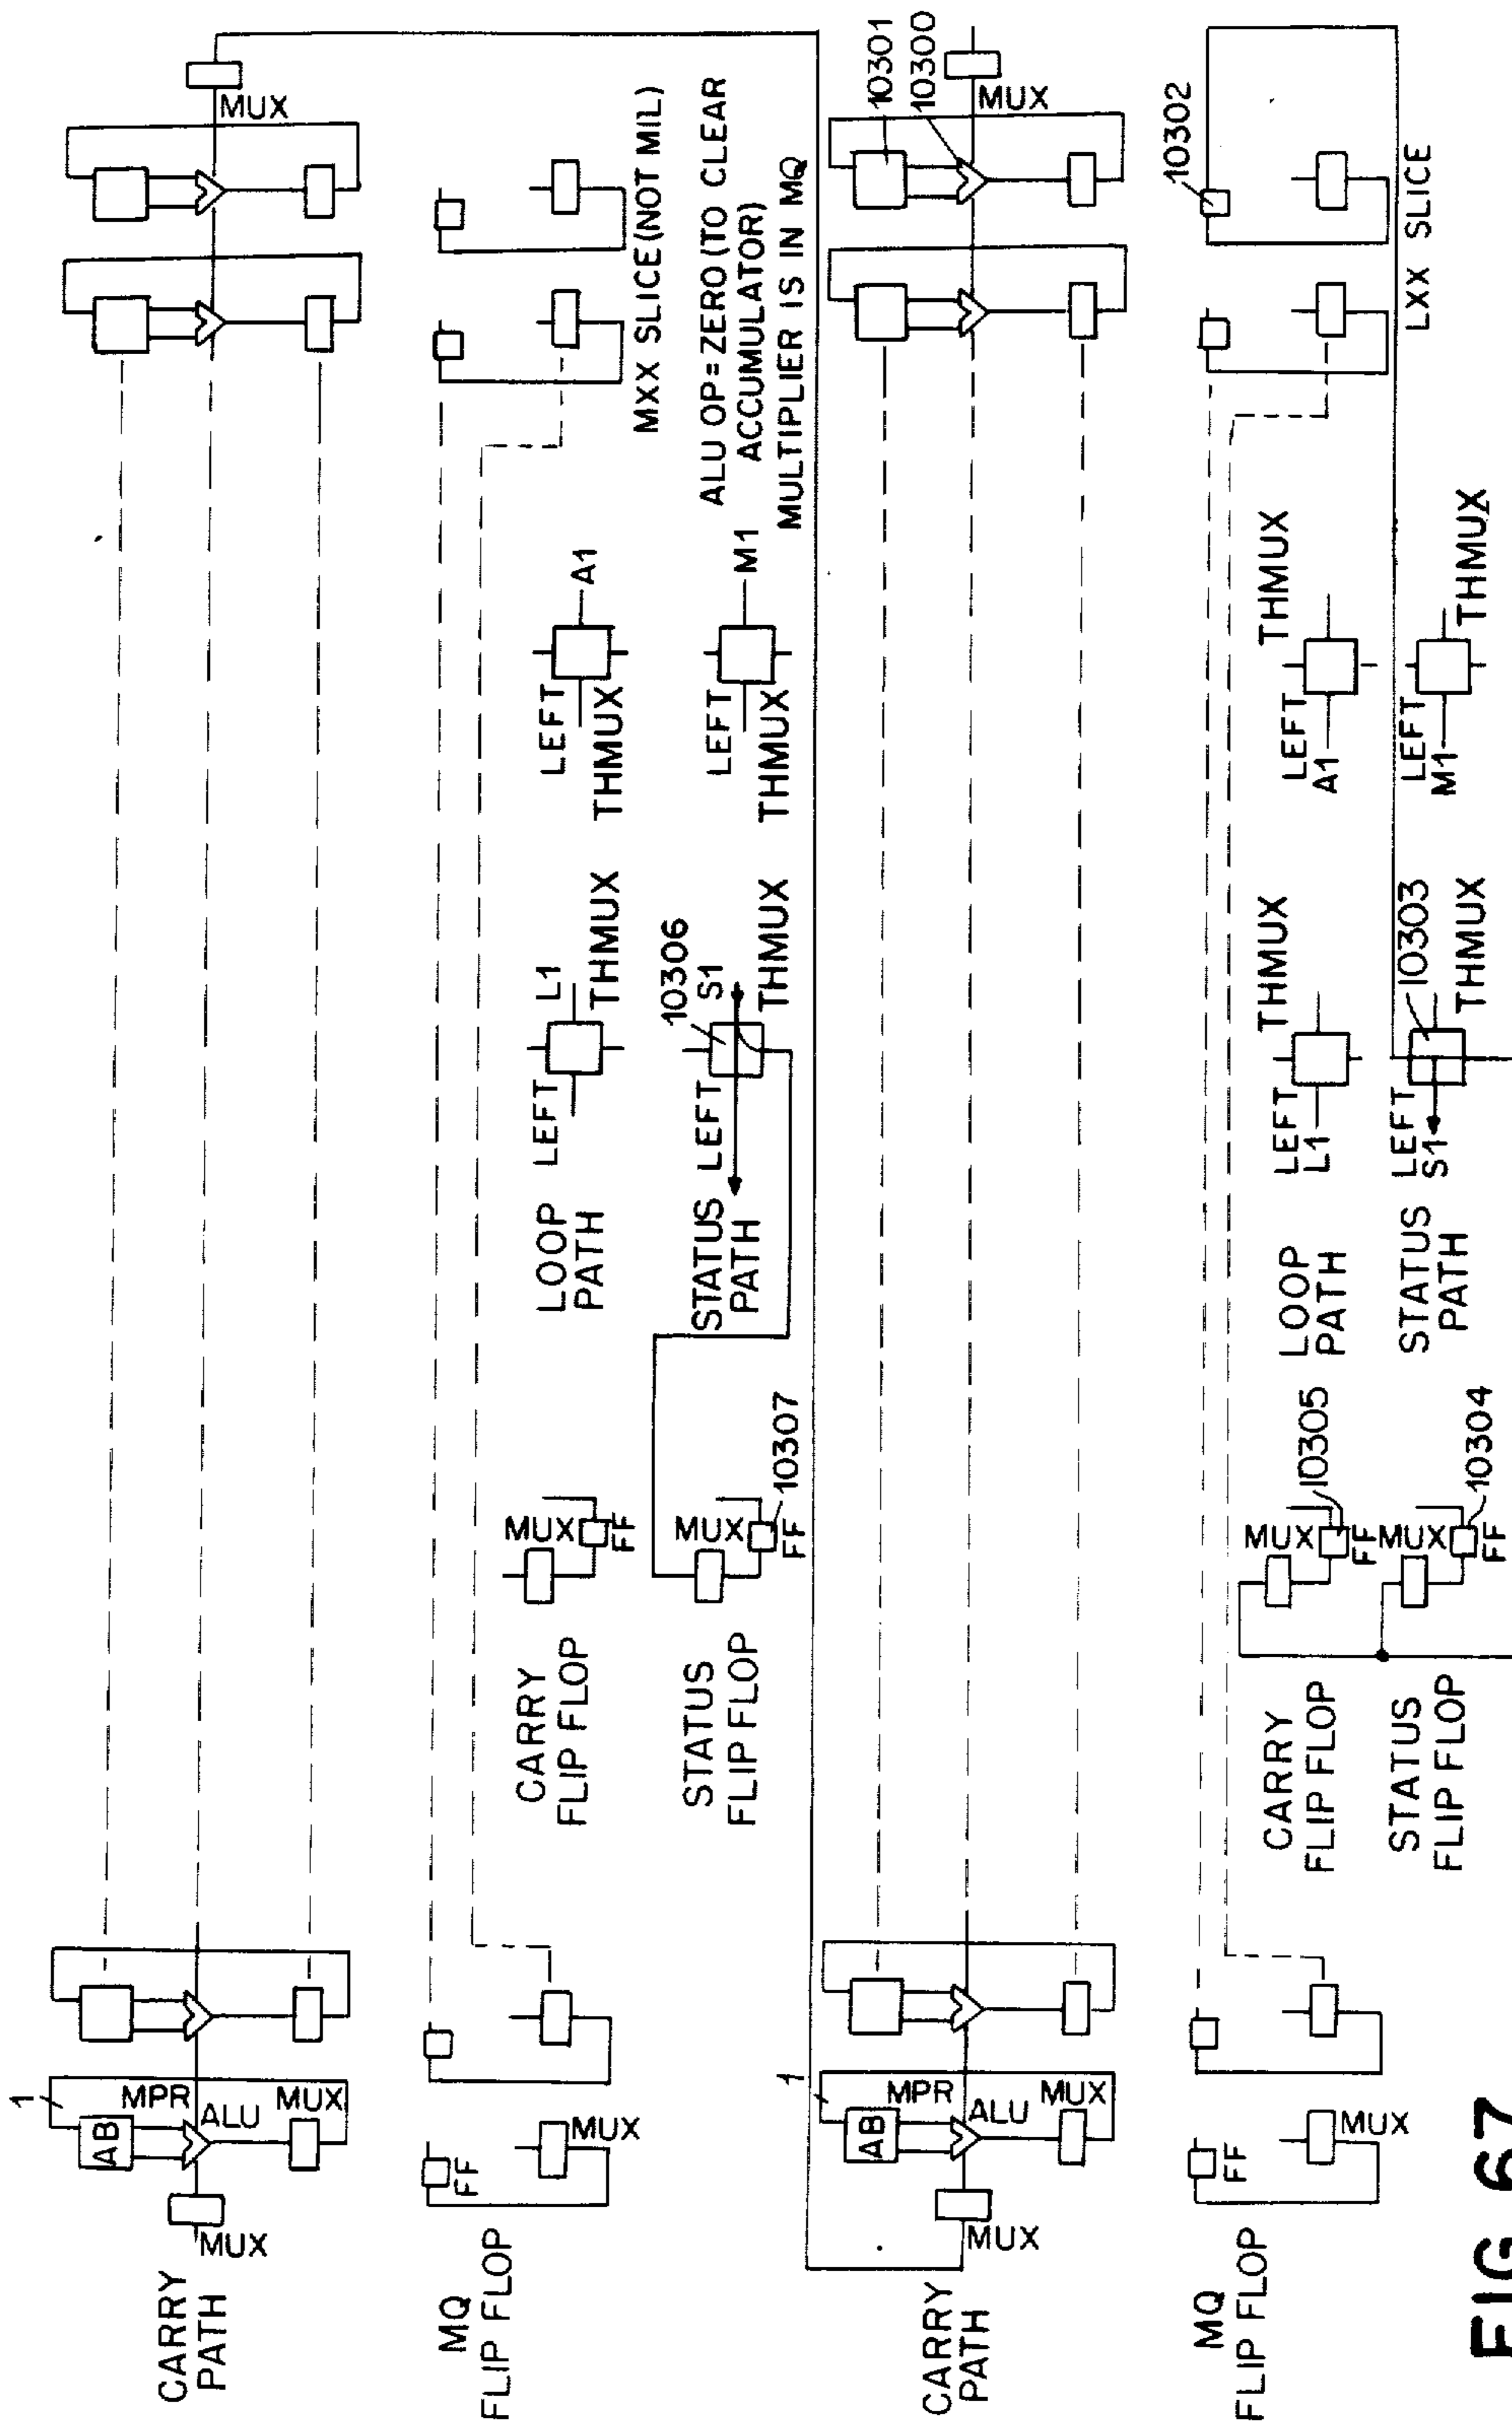 CARRY
PATH
MUX
1
AB
MPR
ALU
MUX
MUX
MQ
FLIP FLOP
FF
MUX
CARRY
FLIP FLOP
MUX
FF
LOOP
PATH
LEFT
L1
THMUX
LEFT
A1
THMUX
MXX SLICE (NOT MIL)
STATUS
FLIP FLOP
MUX
FF
10307
STATUS
PATH
LEFT
10306
S1
THMUX
LEFT
M1
THMUX
ALU OP = ZERO (TO CLEAR
ACCUMULATOR)
MULTIPLIER IS IN MQ
CARRY
PATH
MUX
1
AB
MPR
ALU
MUX
10301
10300
MUX
MQ
FLIP FLOP
FF
MUX
10302
CARRY
FLIP FLOP
MUX
FF
10305
LOOP
PATH
LEFT
L1
THMUX
LEFT
A1
THMUX
LXX SLICE
STATUS
FLIP FLOP
MUX
FF
10304
STATUS
PATH
LEFT
S1
10303
THMUX
LEFT
M1
THMUX
FIG 67